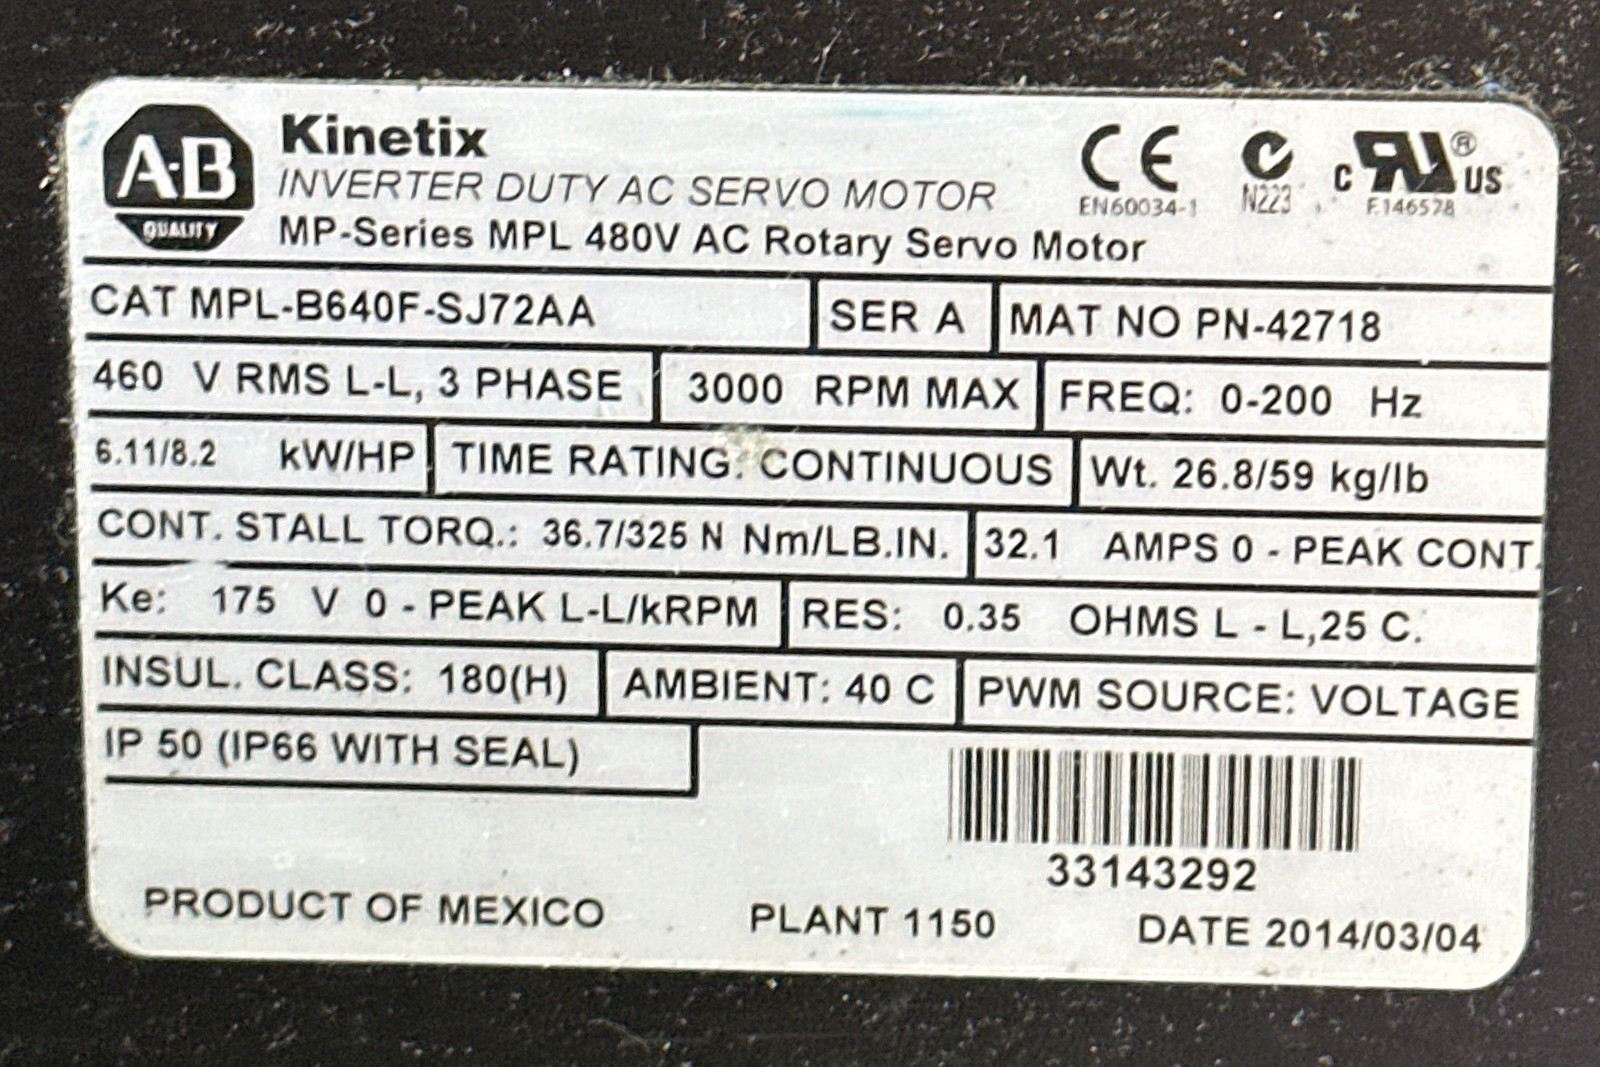 A-B
QUALITY
Kinetix
INVERTER DUTY AC SERVO MOTOR
MP-Series MPL 480V AC Rotary Servo Motor
CE
EN60034-1
N223
c RU ® US
E146578
CAT MPL-B640F-SJ72AA SER A MAT NO PN-42718
460 V RMS L-L, 3 PHASE 3000 RPM MAX FREQ: 0-200 Hz
6.11/8.2 kW/HP TIME RATING: CONTINUOUS Wt. 26.8/59 kg/lb
CONT. STALL TORQ.: 36.7/325 N Nm/LB.IN. 32.1 AMPS 0 - PEAK CONT.
Ke: 175 V 0 - PEAK L-L/kRPM RES: 0.35 OHMS L - L,25 C.
INSUL. CLASS: 180(H) AMBIENT: 40 C PWM SOURCE: VOLTAGE
IP 50 (IP66 WITH SEAL)
33143292
PRODUCT OF MEXICO PLANT 1150 DATE 2014/03/04